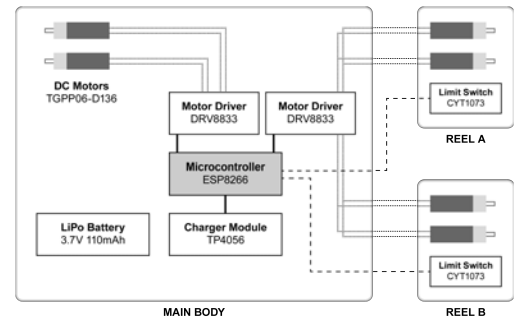 DC Motors
TGPP06-D136
Motor Driver
DRV8833
Motor Driver
DRV8833
Limit Switch
CYT1073
REEL A
Microcontroller
ESP8266
LiPo Battery
3.7V 110mAh
Charger Module
TP4056
Limit Switch
CYT1073
MAIN BODY
REEL B